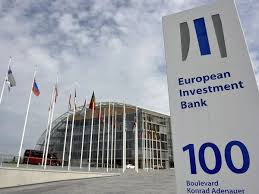 European
Investment
Bank
100
Boulevard
Konrad Adenauer